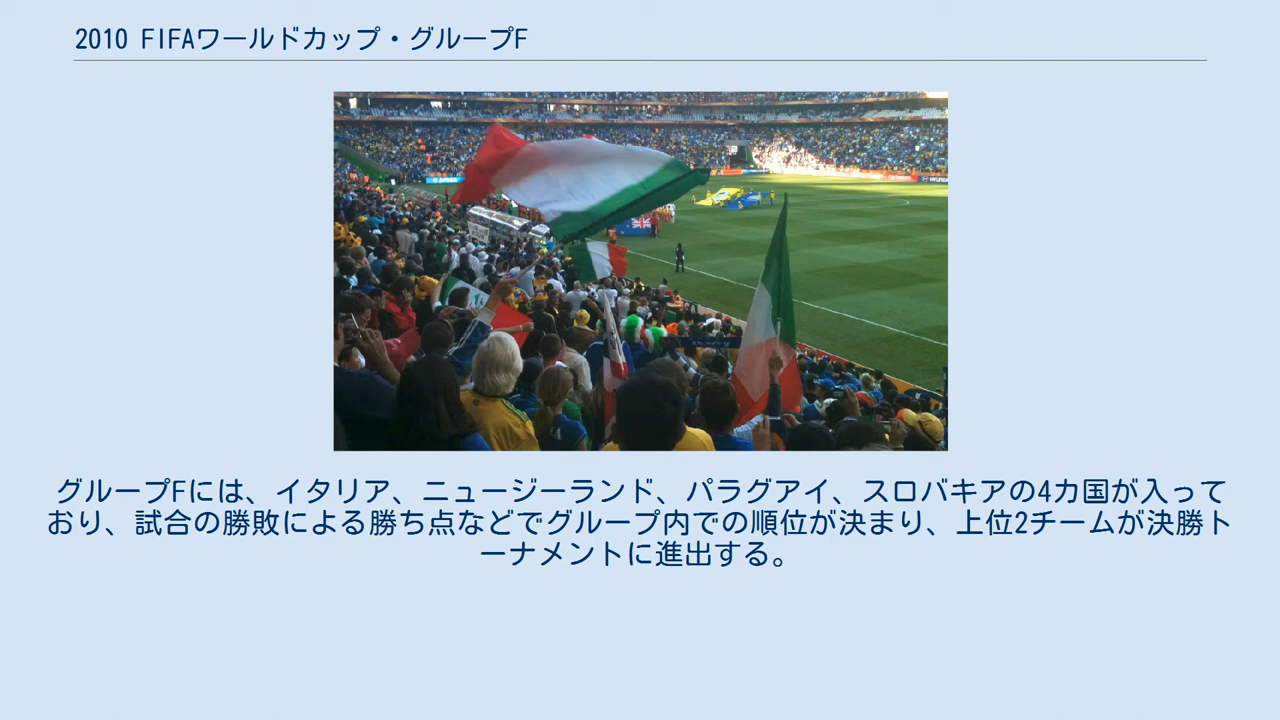 2010 FIFAワールドカップ・グループF
グループFには、イタリア、ニュージーランド、パラグアイ、スロバキアの4カ国が入って
おり、試合の勝敗による勝ち点などでグループ内での順位が決まり、上位2チームが決勝ト
ーナメントに進出する。